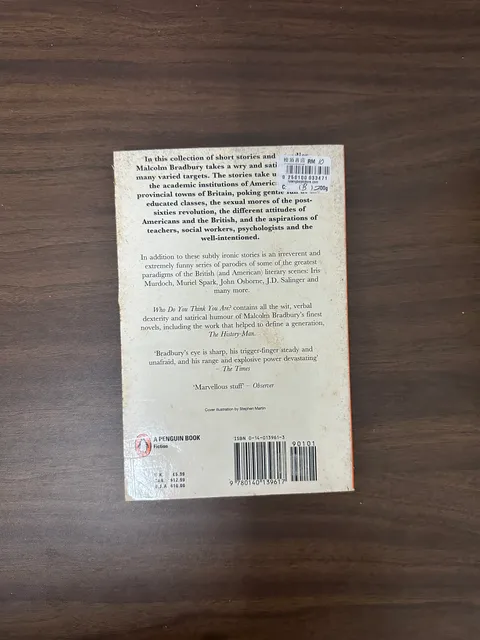 In this collection of short stories and
Malcolm Bradbury takes a wry and
many varied targets. The stories take
the academic institutions of
provincial towns of Britain, poking
educated classes, the sexual mores of the post-
sixties revolution, the different attitudes of
Americans and the British, and the aspirations of
teachers, social workers, psychologists and the
well-intentioned.
RM
In addition to these subtly ironic stories is an irreverent and
extremely funny series of parodies of some of the greatest
paradigms of the British (and American) literary scenes: Iris
Murdoch, Muriel Spark, John Osborne, J.D. Salinger and
many more.
Who Do You Think You Are? contains all the wit, verbal
dexterity and satirical humour of Malcolm Bradbury's finest
novels, including the work that helped to define a generation,
The History Man.
'Bradbury's eye is sharp, his trigger-finger steady and
unafraid, and his range and explosive power devastating'
– The Times
'Marvellous stuff' – Observer
Cover illustration by Stephen Martin
A PENGUIN BOOK
Fiction
U.K. £5.99
CAN. $12.99
U.S.A. $10.00
ISBN 0-14-013961-3
90101
9 780140 139617